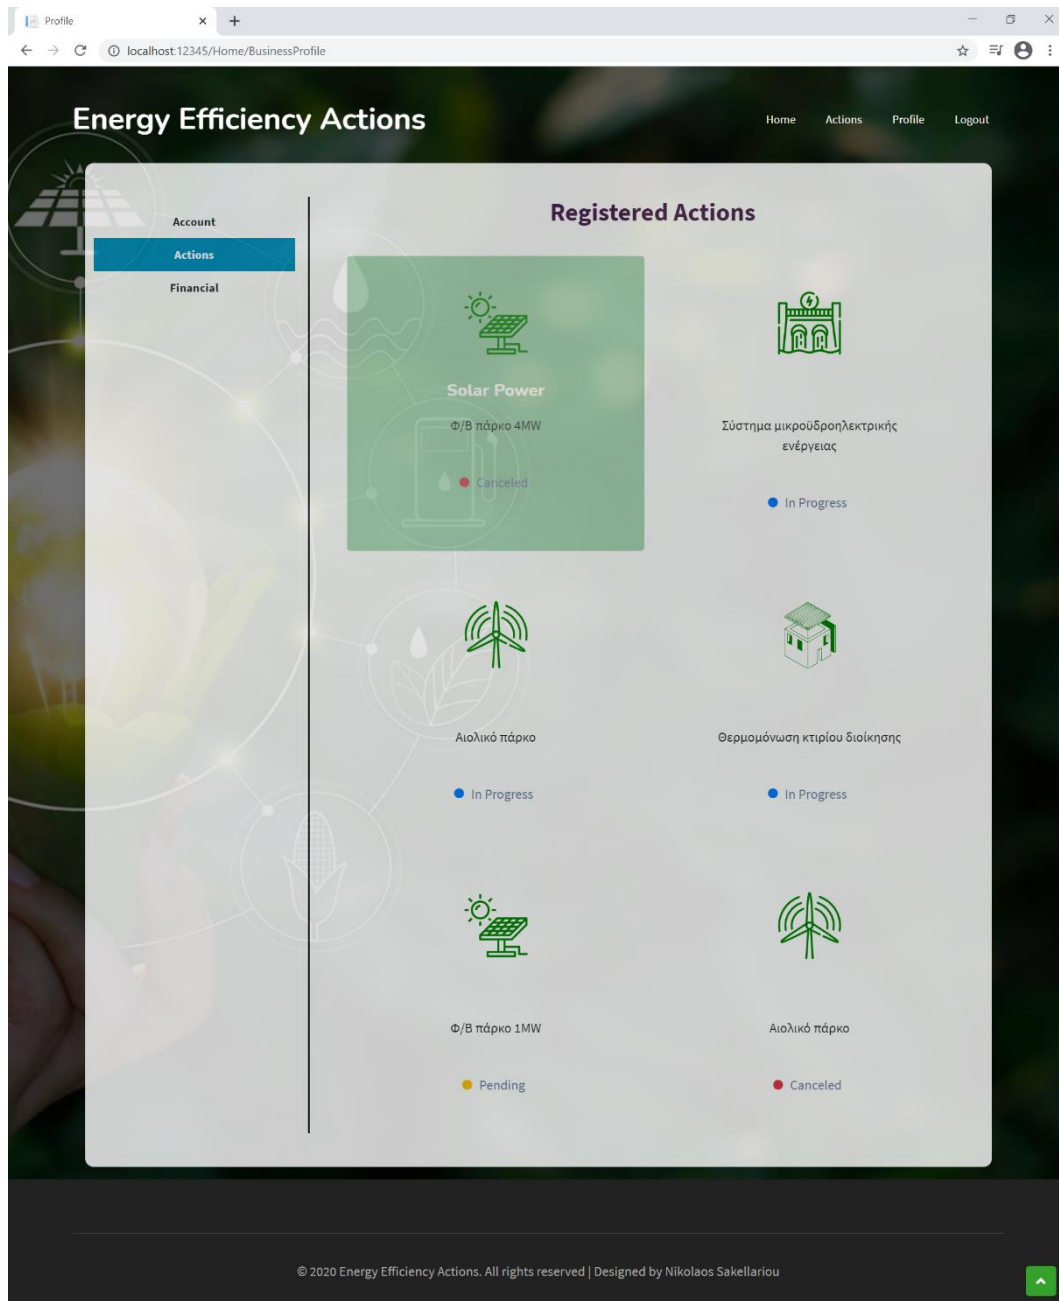 Profile
localhost:12345/Home/BusinessProfile
Energy Efficiency Actions
Home Actions Profile Logout
Account
Actions
Financial
Registered Actions
Solar Power
Φ/Β πάρκο 4MW
Canceled
Σύστημα μικροϋδροηλεκτρικής
ενέργειας
In Progress
Αιολικό πάρκο
In Progress
Θερμομόνωση κτιρίου διοίκησης
In Progress
Φ/Β πάρκο 1MW
Pending
Αιολικό πάρκο
Canceled
© 2020 Energy Efficiency Actions. All rights reserved | Designed by Nikolaos Sakellariou